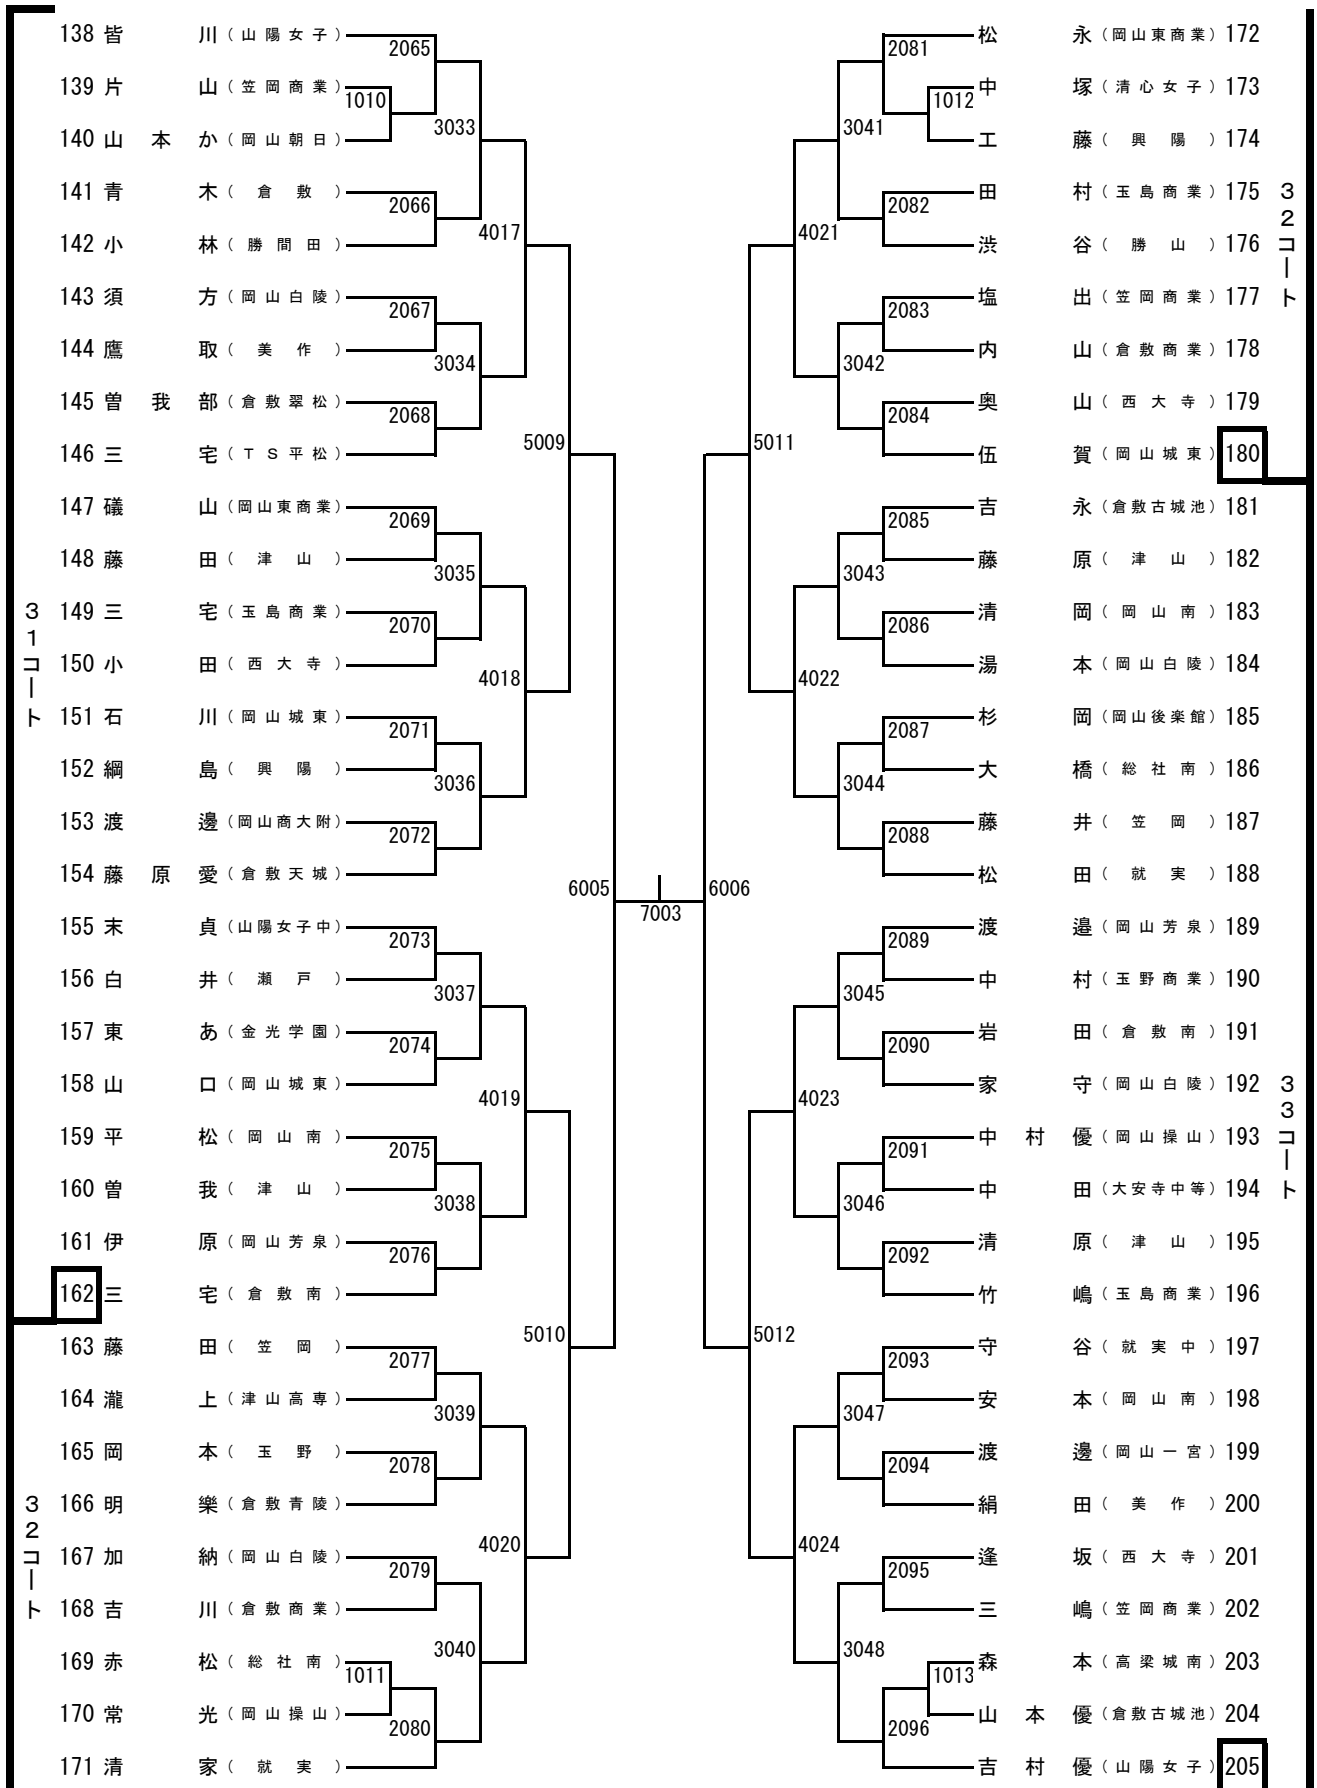 138 皆川（山陽女子）
2065
139 片山（笠岡商業）
1010
3033
140 山本か（岡山朝日）
141 青木（倉敷）
2066
4017
142 小林（勝間田）
143 須方（岡山白陵）
2067
144 鷹取（美作）
3034
145 曽我部（倉敷翠松）
2068
5009
146 三宅（ＴＳ平松）
147 礒山（岡山東商業）
2069
148 藤田（津山）
3035
149 三宅（玉島商業）
2070
150 小田（西大寺）
4018
151 石川（岡山城東）
2071
152 綱島（興陽）
3036
153 渡邊（岡山商大附）
2072
154 藤原愛（倉敷天城）
6005
155 末貞（山陽女子中）
2073
156 白井（瀬戸）
3037
157 東あ（金光学園）
2074
158 山口（岡山城東）
4019
159 平松（岡山南）
2075
160 曽我（津山）
3038
161 伊原（岡山芳泉）
2076
162 三宅（倉敷南）
5010
163 藤田（笠岡）
2077
164 瀧上（津山高専）
3039
165 岡本（玉野）
2078
166 明樂（倉敷青陵）
4020
167 加納（岡山白陵）
2079
168 吉川（倉敷商業）
3040
169 赤松（総社南）
1011
170 常光（岡山操山）
2080
171 清家（就実）
31コート
32コート
7003
松永（岡山東商業）172
2081
中塚（清心女子）173
1012
3041
工藤（興陽）174
田村（玉島商業）175
2082
4021
渋谷（勝山）176
塩出（笠岡商業）177
2083
内山（倉敷商業）178
3042
奥山（西大寺）179
2084
5011
伍賀（岡山城東）180
吉永（倉敷古城池）181
2085
藤原（津山）182
3043
清岡（岡山南）183
2086
湯本（岡山白陵）184
4022
杉岡（岡山後楽館）185
2087
大橋（総社南）186
3044
藤井（笠岡）187
2088
松田（就実）188
6006
渡邉（岡山芳泉）189
2089
中村（玉野商業）190
3045
岩田（倉敷南）191
2090
家守（岡山白陵）192
4023
中村優（岡山操山）193
2091
中田（大安寺中等）194
3046
清原（津山）195
2092
竹嶋（玉島商業）196
5012
守谷（就実中）197
2093
安本（岡山南）198
3047
渡邊（岡山一宮）199
2094
絹田（美作）200
4024
逢坂（西大寺）201
2095
三嶋（笠岡商業）202
3048
森本（高梁城南）203
1013
山本優（倉敷古城池）204
2096
吉村優（山陽女子）205
32コート
33コート